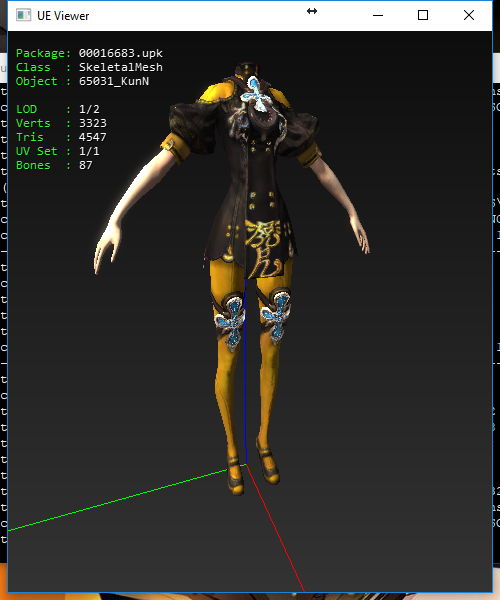 UE Viewer
Package: 00016683.upk
Class : SkeletalMesh
Object : 65031_KunN
LOD : 1/2
Verts : 3323
Tris : 4547
UV Set : 1/1
Bones : 87